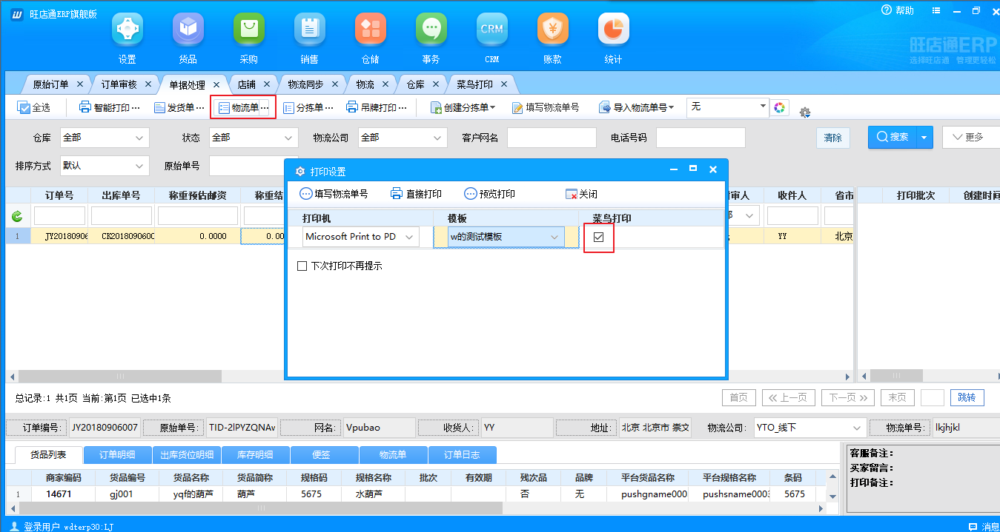 旺店通ERP旗舰版
帮助
设置 货品 采购 销售 仓储 事务 CRM 账款 统计
CRM
旺店通ERP
选择旺店通 管理更轻松
原始订单 订单审核 单据处理 店铺 物流同步 物流 仓库 菜鸟打印
全选 智能打印… 发货单… 物流单… 分拣单… 吊牌打印… 创建分拣单 填写物流单号 导入物流单号 无
仓库 全部 状态 全部 物流公司 全部 客户网名 电话号码 清除 搜索 更多
排序方式 默认 原始单号
打印设置
填写物流单号 直接打印 预览打印 关闭
打印机 模板 菜鸟打印
Microsoft Print to PD w的测试模板
下次打印不再提示
订单号 出库单号 称重预估邮资 称重结 审人 收件人 省市 打印批次 创建时间
1 JY20180906 CK2018090600 0.0000 0.00 YY 北京
总记录:1 共1页 当前:第1页 已选中1条
首页 上一页 下一页 末页 跳转
订单编号: JY20180906007 原始单号: TID-2lPYZQNAv 网名: Vpubao 收货人: YY 地址: 北京 北京市 崇文 物流公司: YTO_线下 物流单号: lkjhjkl
货品列表 订单明细 出库货位明细 库存明细 便签 物流单 订单日志
商家编码 货品编号 货品名称 货品简称 规格码 规格名称 批次 有效期 残次品 品牌 平台货品名称 平台规格名称 条码
1 14671 gj001 yqf的葫芦 葫芦 5675 水葫芦 否 无 pushgname000 pushsname0003 5675
客服备注:
买家留言:
打印备注:
登录用户 wdterp30:LJ
消息